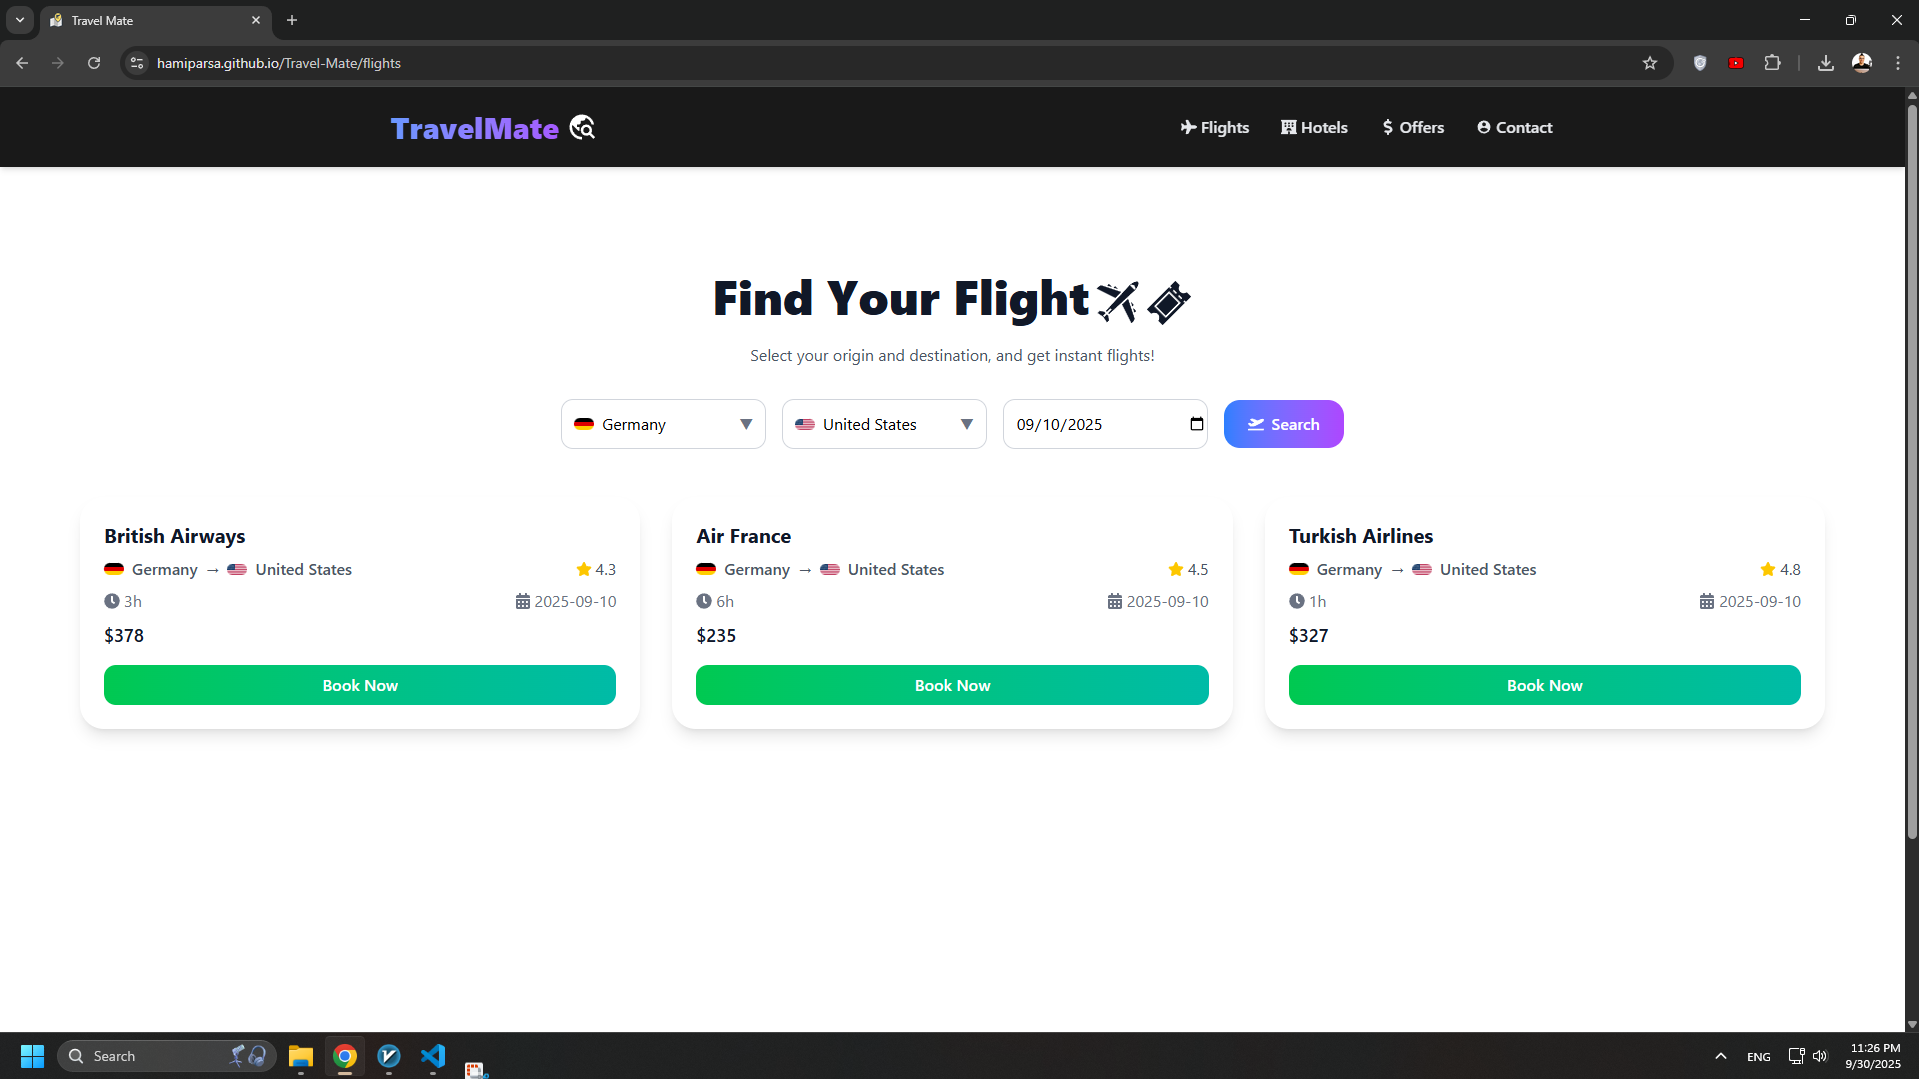 Travel Mate
hamiparsa.github.io/Travel-Mate/flights
TravelMate
Flights
Hotels
Offers
Contact
Find Your Flight
Select your origin and destination, and get instant flights!
Germany
United States
09/10/2025
Search
British Airways
Germany → United States
4.3
3h
2025-09-10
$378
Book Now
Air France
Germany → United States
4.5
6h
2025-09-10
$235
Book Now
Turkish Airlines
Germany → United States
4.8
1h
2025-09-10
$327
Book Now
Search
ENG
11:26 PM
9/30/2025